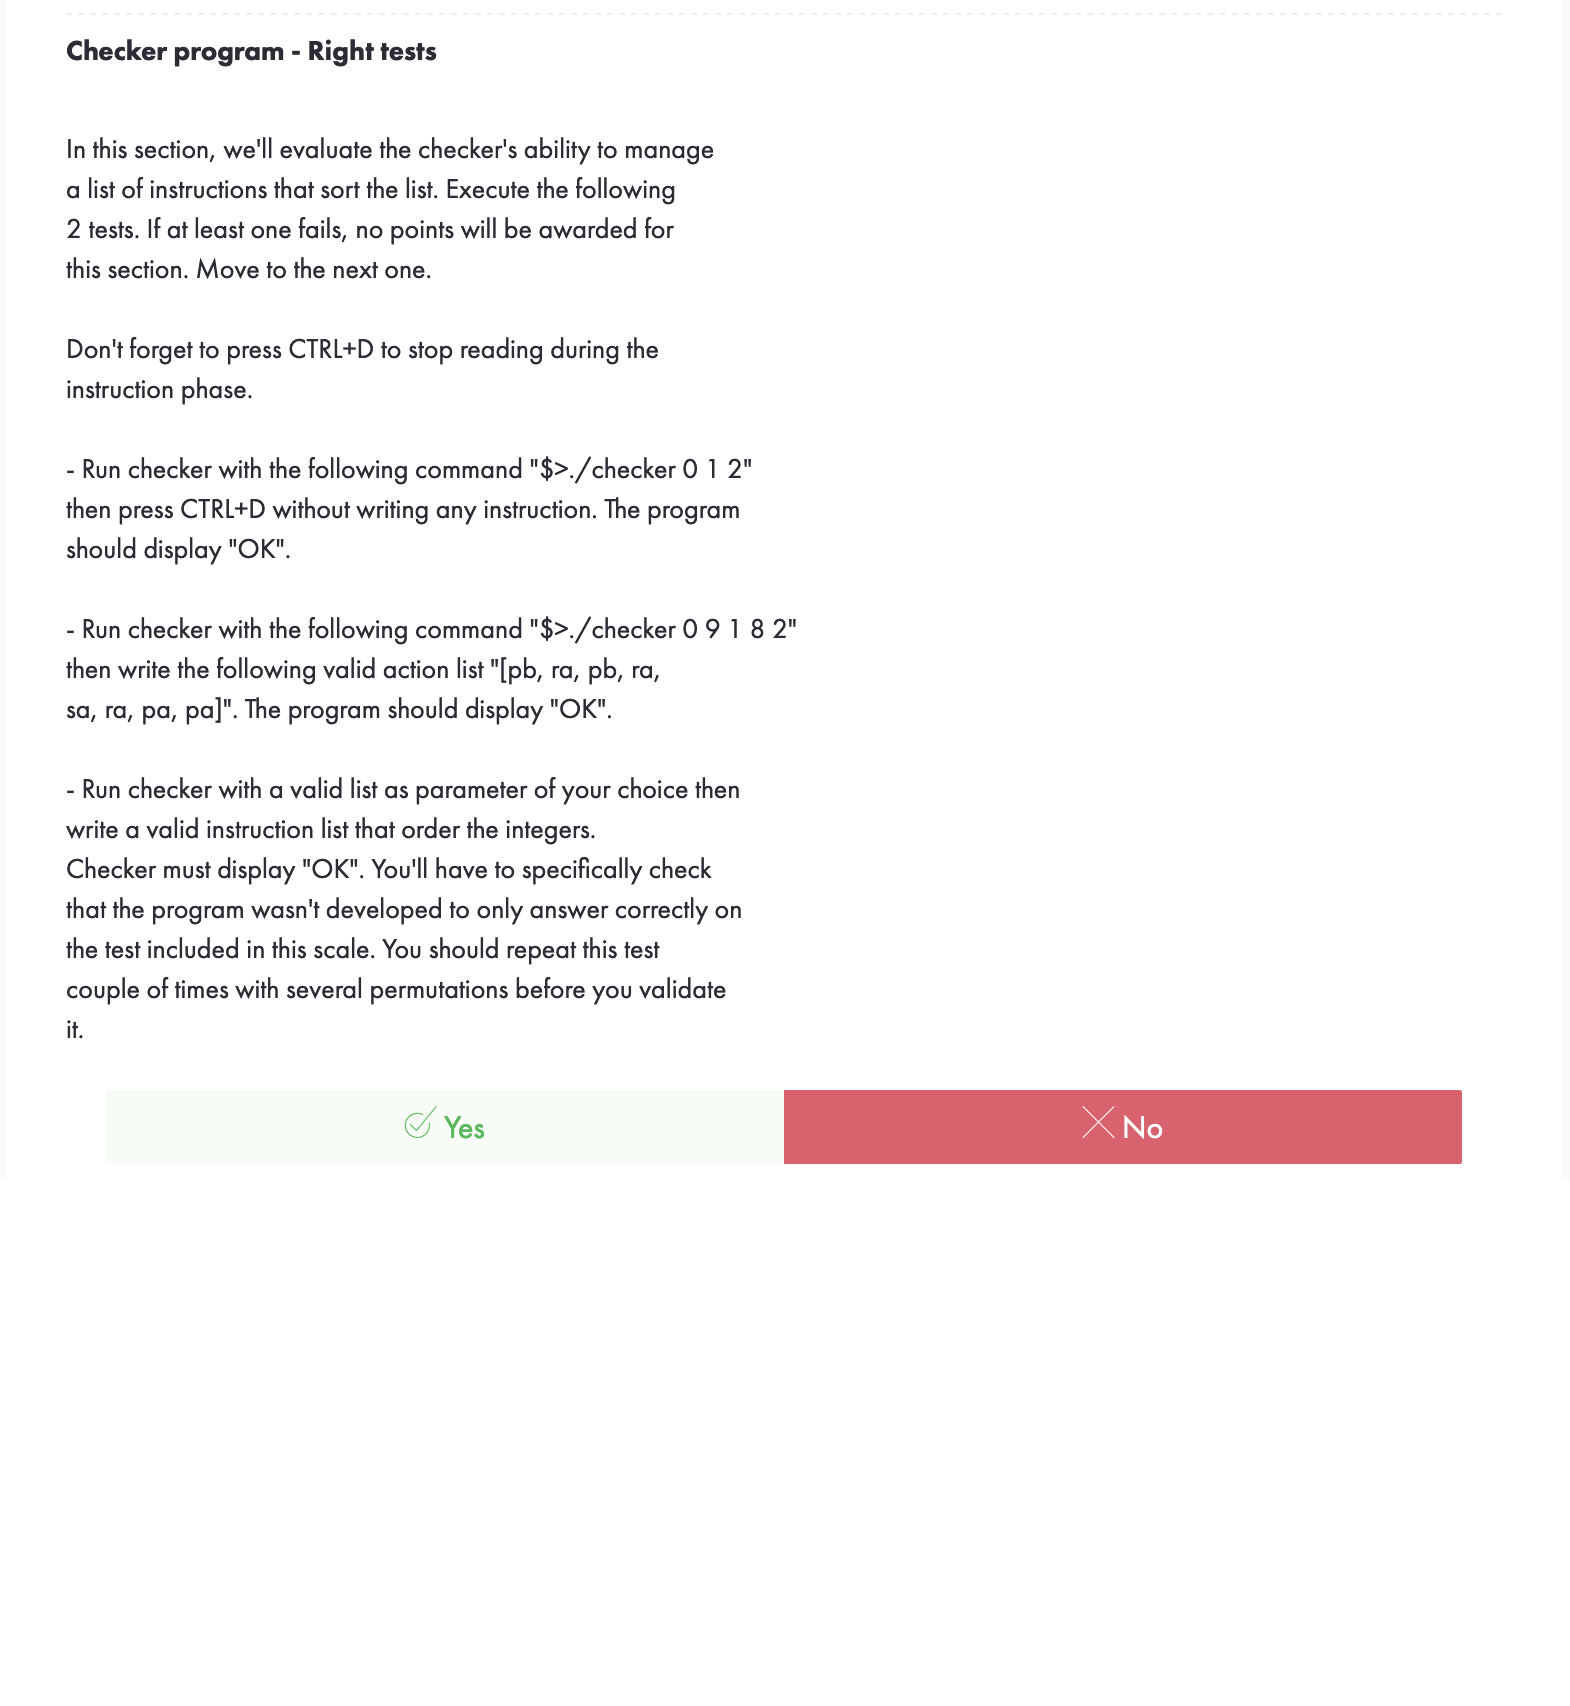 Checker program - Right tests
In this section, we'll evaluate the checker's ability to manage
a list of instructions that sort the list. Execute the following
2 tests. If at least one fails, no points will be awarded for
this section. Move to the next one.
Don't forget to press CTRL+D to stop reading during the
instruction phase.
- Run checker with the following command "$>./checker 0 1 2"
then press CTRL+D without writing any instruction. The program
should display "OK".
- Run checker with the following command "$>./checker 0 9 1 8 2"
then write the following valid action list "[pb, ra, pb, ra,
sa, ra, pa, pa]". The program should display "OK".
- Run checker with a valid list as parameter of your choice then
write a valid instruction list that order the integers.
Checker must display "OK". You'll have to specifically check
that the program wasn't developed to only answer correctly on
the test included in this scale. You should repeat this test
couple of times with several permutations before you validate
it.
Yes
No